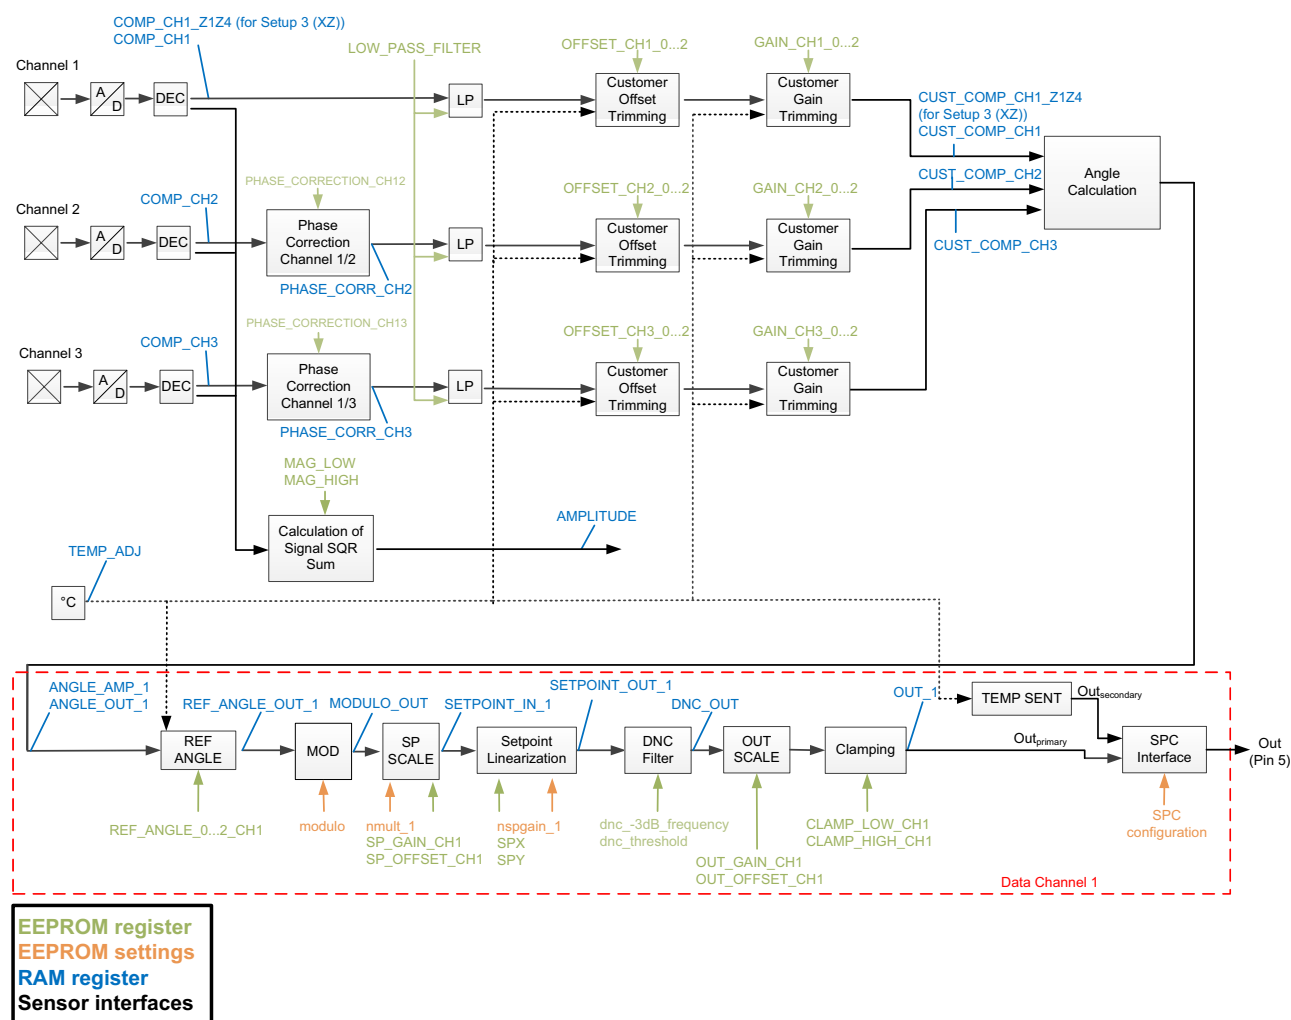 COMP_CH1_Z1Z4 (for Setup 3 (XZ))
COMP_CH1
LOW_PASS_FILTER
OFFSET_CH1_0...2
GAIN_CH1_0...2
Channel 1
A/D
DEC
LP
Customer
Offset
Trimming
Customer
Gain
Trimming
CUST_COMP_CH1_Z1Z4
(for Setup 3 (XZ))
CUST_COMP_CH1
CUST_COMP_CH2
CUST_COMP_CH3
Angle
Calculation
PHASE_CORRECTION_CH12
OFFSET_CH2_0...2
GAIN_CH2_0...2
Channel 2
COMP_CH2
A/D
DEC
Phase
Correction
Channel 1/2
LP
Customer
Offset
Trimming
Customer
Gain
Trimming
PHASE_CORR_CH2
PHASE_CORRECTION_CH13
OFFSET_CH3_0...2
GAIN_CH3_0...2
Channel 3
COMP_CH3
A/D
DEC
Phase
Correction
Channel 1/3
LP
Customer
Offset
Trimming
Customer
Gain
Trimming
PHASE_CORR_CH3
MAG_LOW
MAG_HIGH
Calculation of
Signal SQR
Sum
AMPLITUDE
TEMP_ADJ
°C
ANGLE_AMP_1
ANGLE_OUT_1
REF_ANGLE_OUT_1
MODULO_OUT
SETPOINT_IN_1
SETPOINT_OUT_1
DNC_OUT
OUT_1
TEMP SENT
Outsecondary
REF
ANGLE
MOD
SP
SCALE
Setpoint
Linearization
DNC
Filter
OUT
SCALE
Clamping
Outprimary
SPC
Interface
Out
(Pin 5)
REF_ANGLE_0...2_CH1
modulo
nmult_1
SP_GAIN_CH1
SP_OFFSET_CH1
nspgain_1
SPX
SPY
dnc_-3dB_frequency
dnc_threshold
OUT_GAIN_CH1
OUT_OFFSET_CH1
CLAMP_LOW_CH1
CLAMP_HIGH_CH1
SPC
configuration
Data Channel 1
EEPROM register
EEPROM settings
RAM register
Sensor interfaces